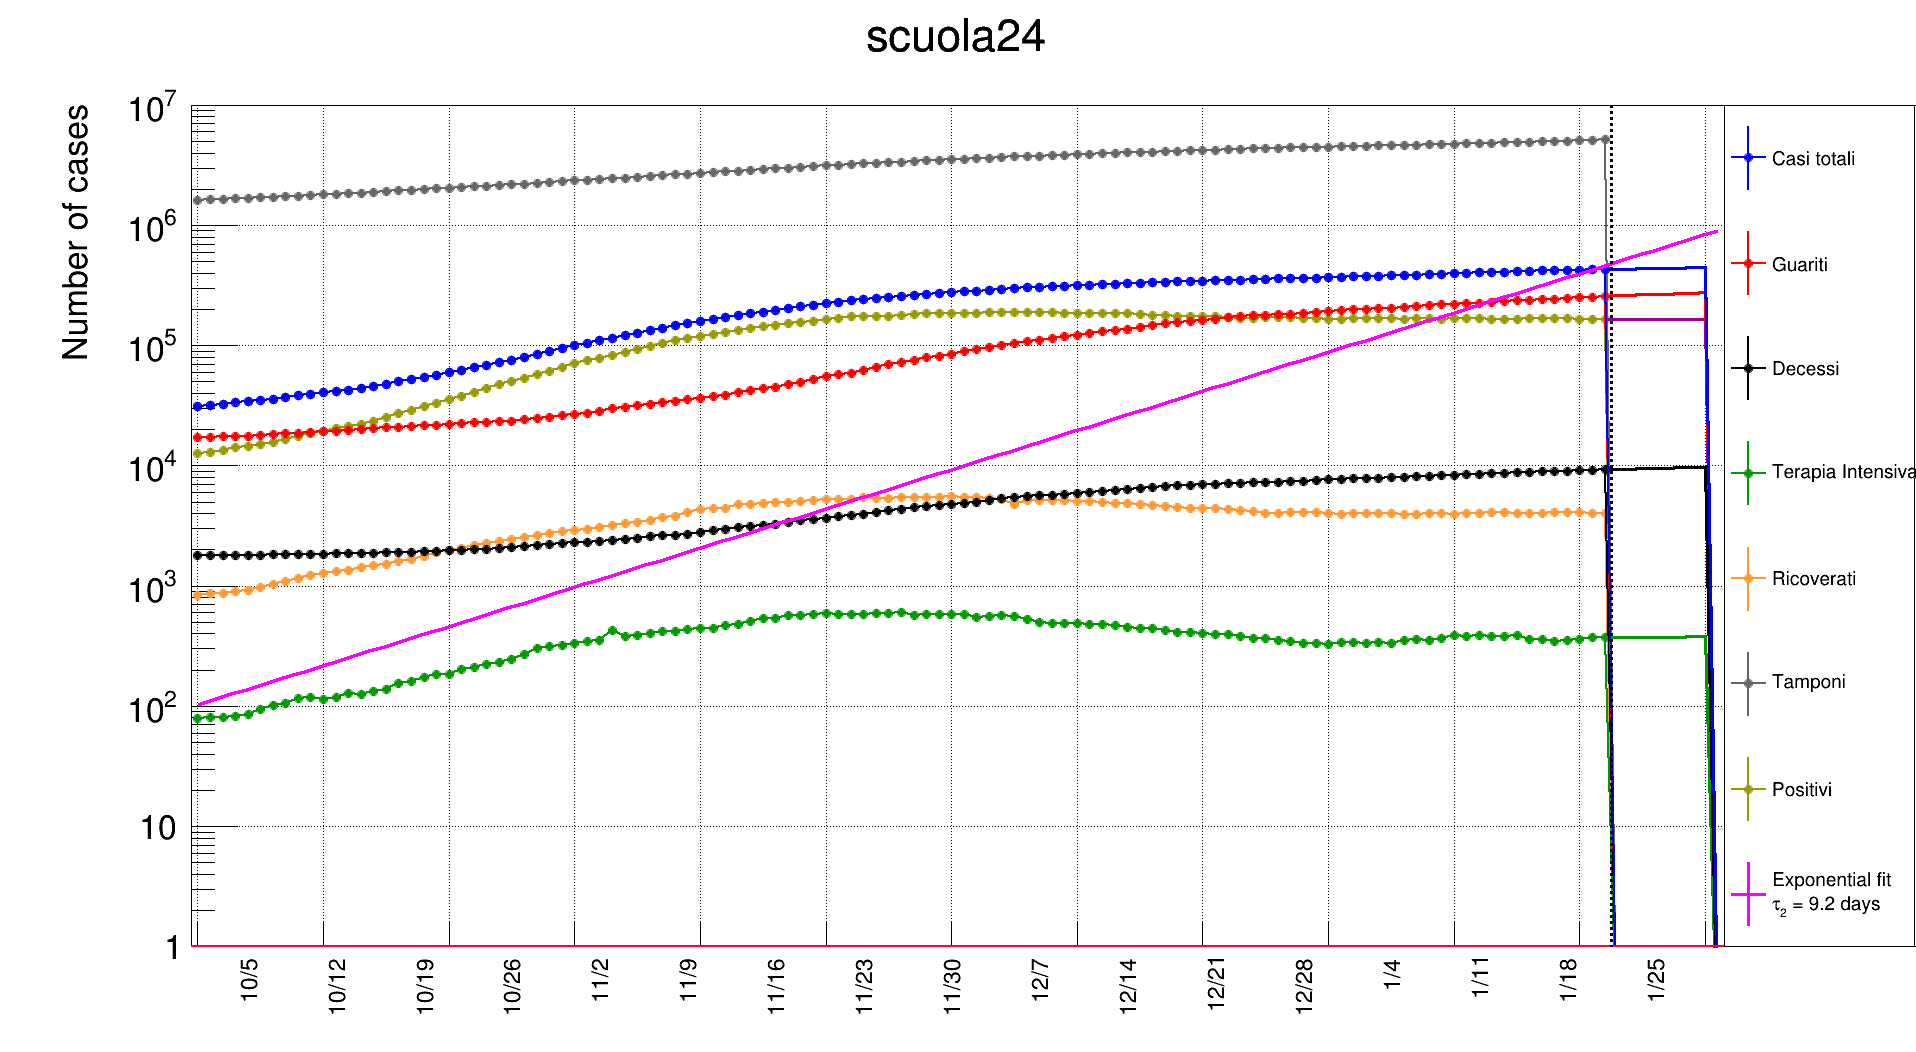 scuola24
Number of cases
10^7
10^6
10^5
10^4
10^3
10^2
10
1
10/5
10/12
10/19
10/26
11/2
11/9
11/16
11/23
11/30
12/7
12/14
12/21
12/28
1/4
1/11
1/18
1/25
Casi totali
Guariti
Decessi
Terapia Intensiva
Ricoverati
Tamponi
Positivi
Exponential fit
τ₂ = 9.2 days